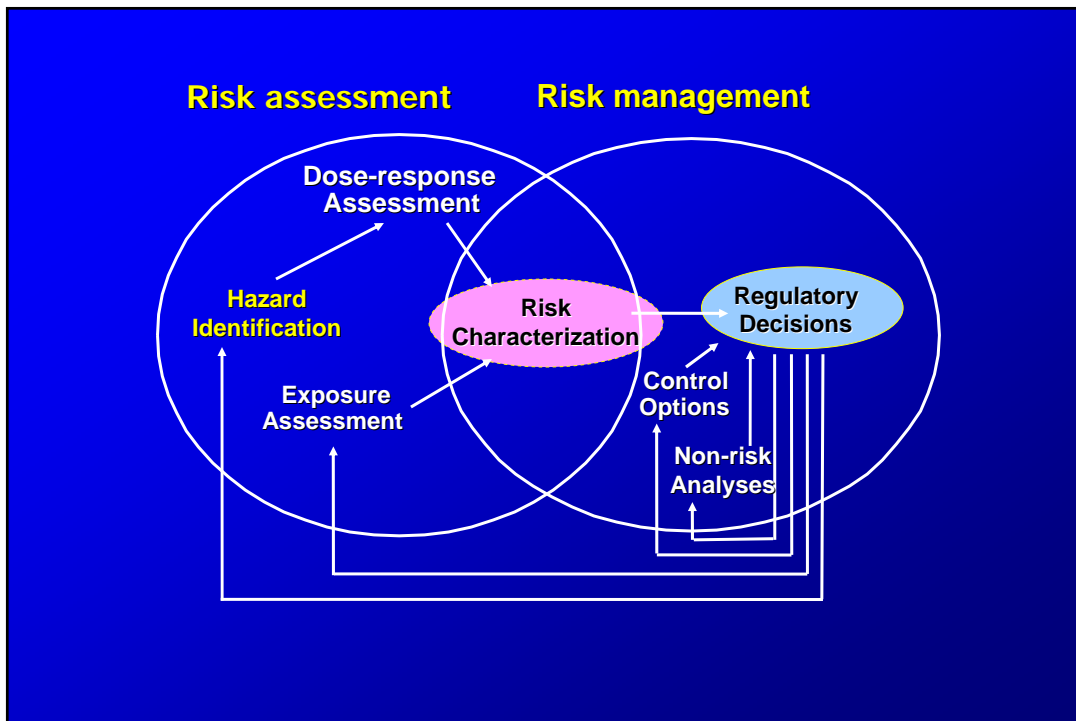 Risk assessment
Risk management
Dose-response
Assessment
Hazard
Identification
Risk
Characterization
Regulatory
Decisions
Exposure
Assessment
Control
Options
Non-risk
Analyses